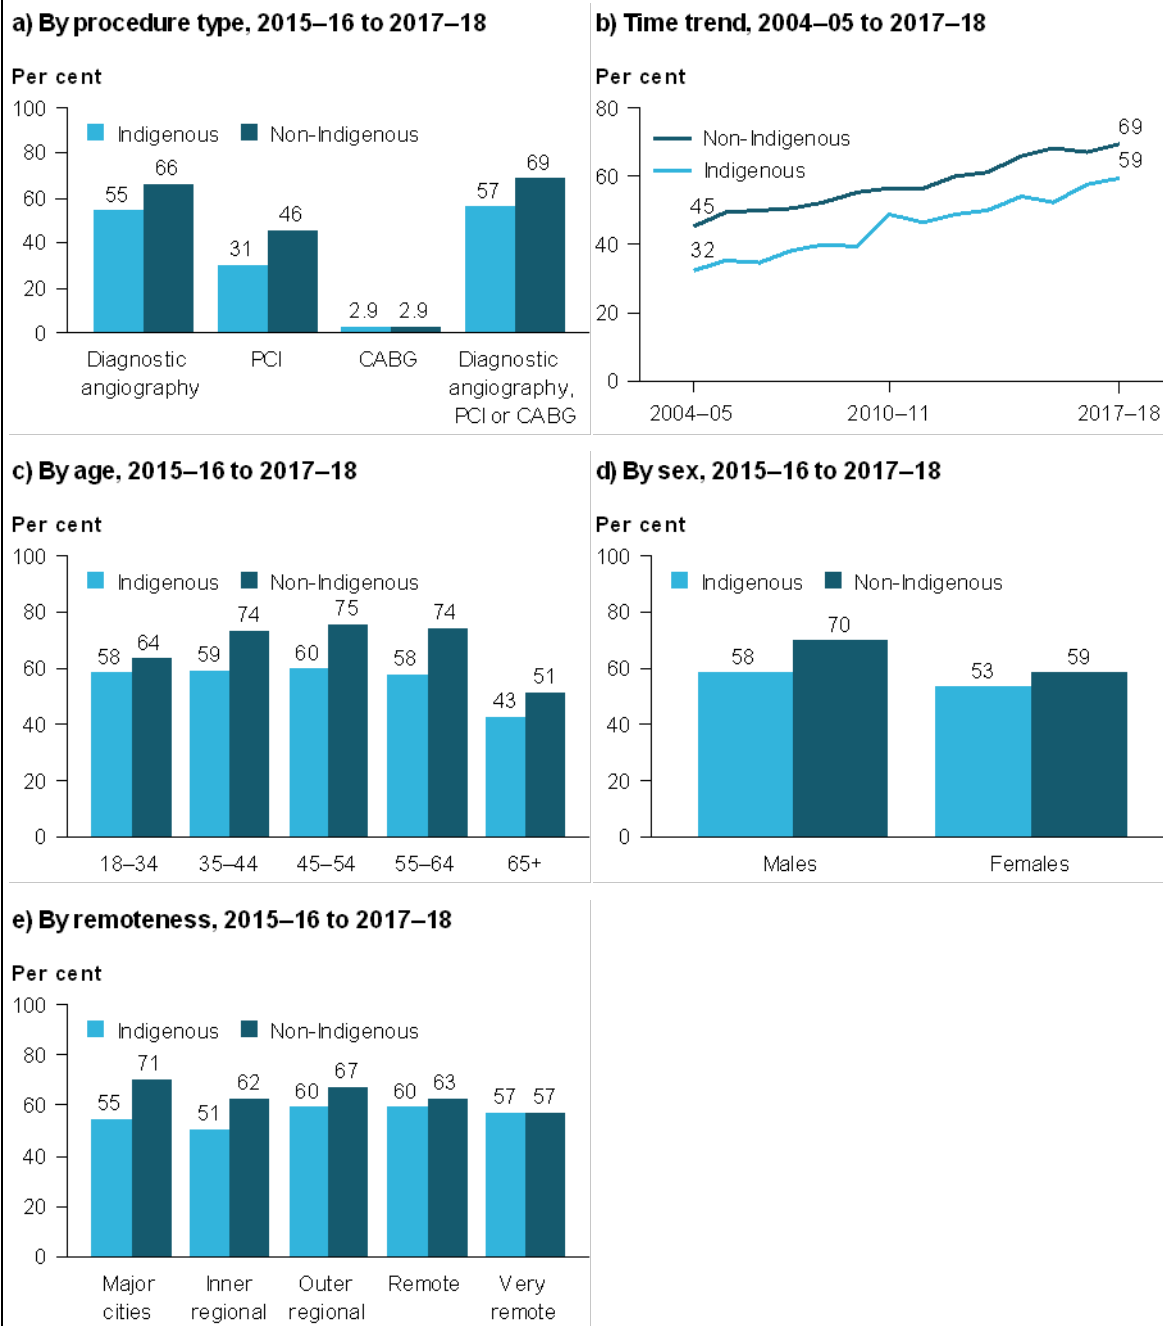 a) By procedure type, 2015–16 to 2017–18
Per cent
100
80
60
40
20
0
Indigenous
Non-Indigenous
55
66
31
46
2.9
2.9
57
69
Diagnostic
angiography
PCI
CABG
Diagnostic
angiography,
PCI or CABG
b) Time trend, 2004–05 to 2017–18
Per cent
80
60
40
20
0
Non-Indigenous
Indigenous
45
32
69
59
2004–05
2010–11
2017–18
c) By age, 2015–16 to 2017–18
Per cent
100
80
60
40
20
0
Indigenous
Non-Indigenous
58
64
59
74
60
75
58
74
43
51
18–34
35–44
45–54
55–64
65+
d) By sex, 2015–16 to 2017–18
Per cent
100
80
60
40
20
0
Indigenous
Non-Indigenous
58
70
53
59
Males
Females
e) By remoteness, 2015–16 to 2017–18
Per cent
100
80
60
40
20
0
Indigenous
Non-Indigenous
55
71
51
62
60
67
60
63
57
57
Major
cities
Inner
regional
Outer
regional
Remote
Very
remote